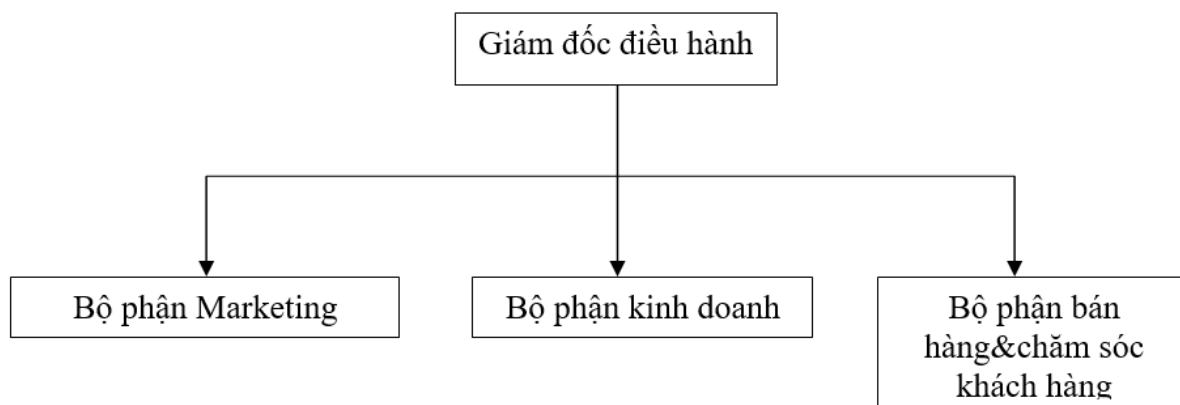 Giám đốc điều hành
Bộ phận Marketing
Bộ phận kinh doanh
Bộ phận bán
hàng&chăm sóc
khách hàng